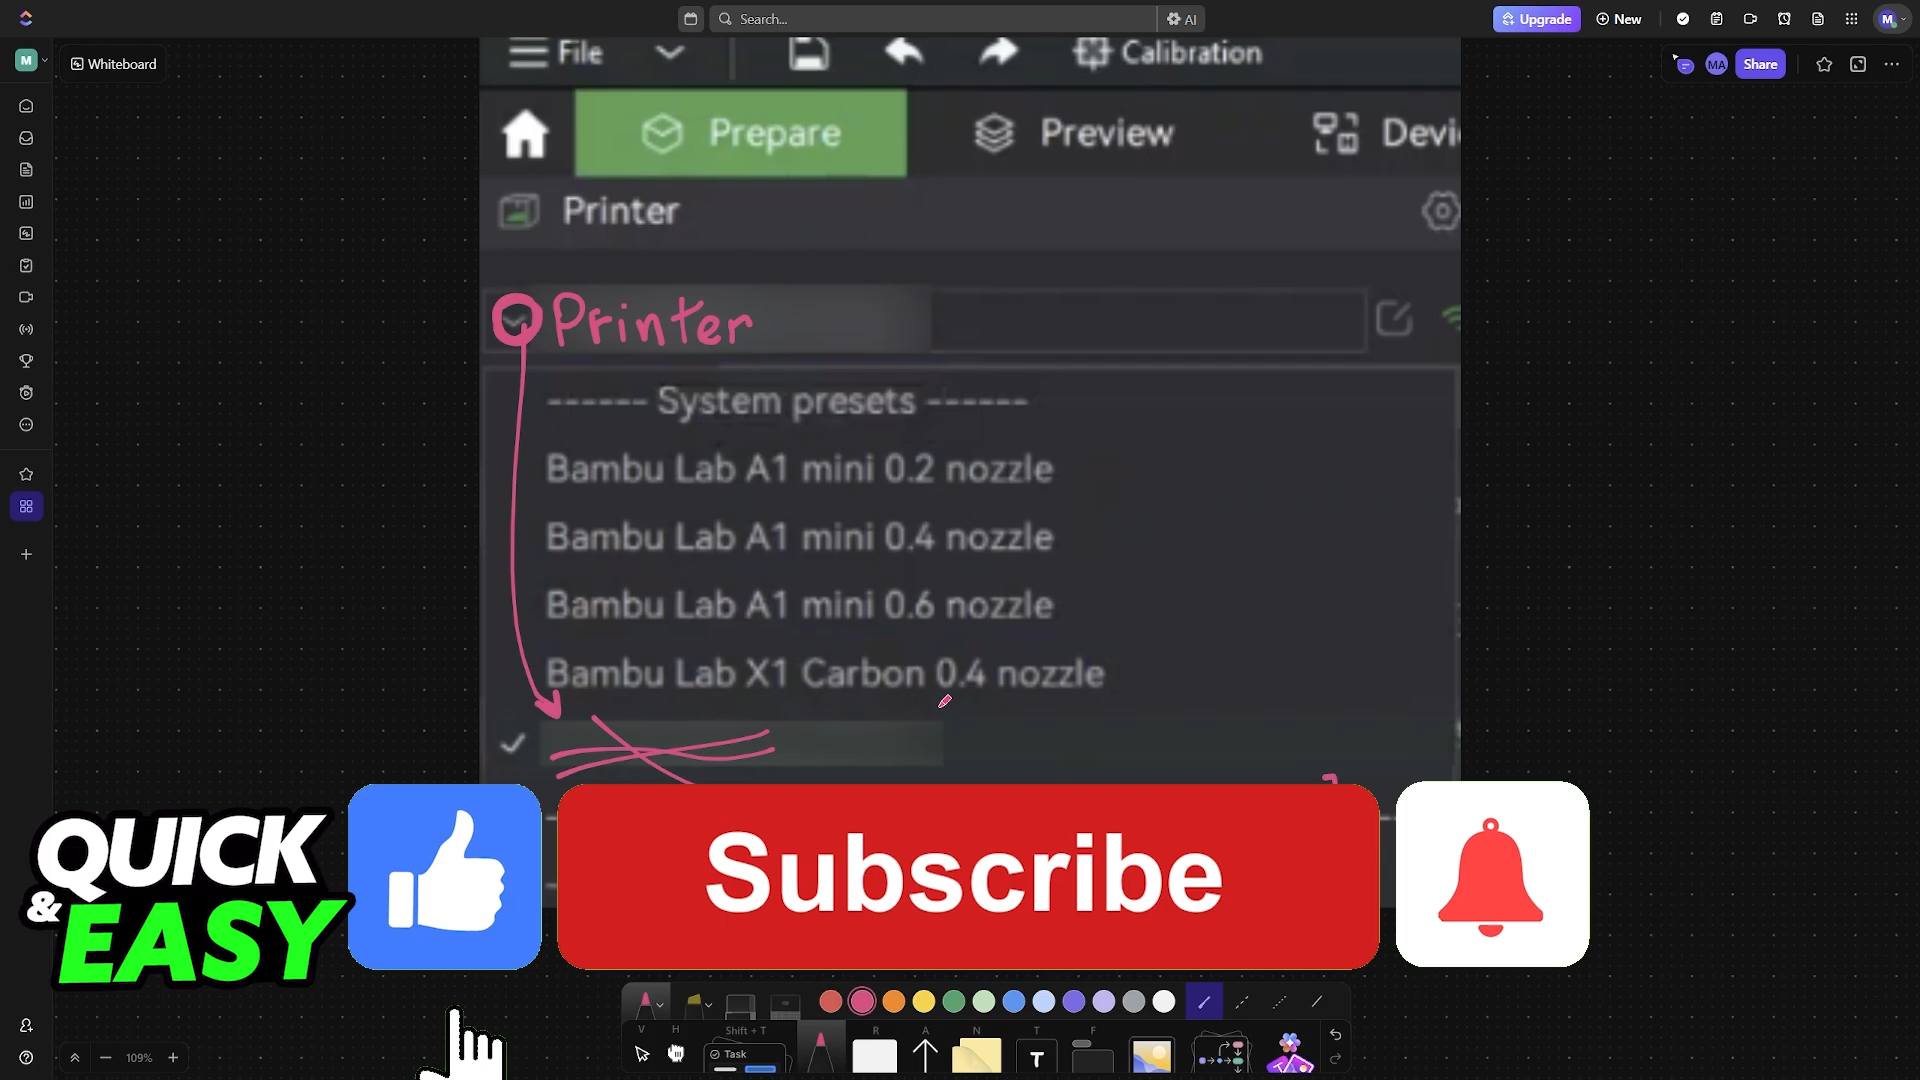 Search...
AI
Upgrade
New
M
M
Whiteboard
MA
Share
File
Calibration
Prepare
Preview
Devi
Printer
Printer
------ System presets ------
Bambu Lab A1 mini 0.2 nozzle
Bambu Lab A1 mini 0.4 nozzle
Bambu Lab A1 mini 0.6 nozzle
Bambu Lab X1 Carbon 0.4 nozzle
QUICK
& EASY
Subscribe
V
H
Shift + T
R
A
N
T
F
Task
T
109%